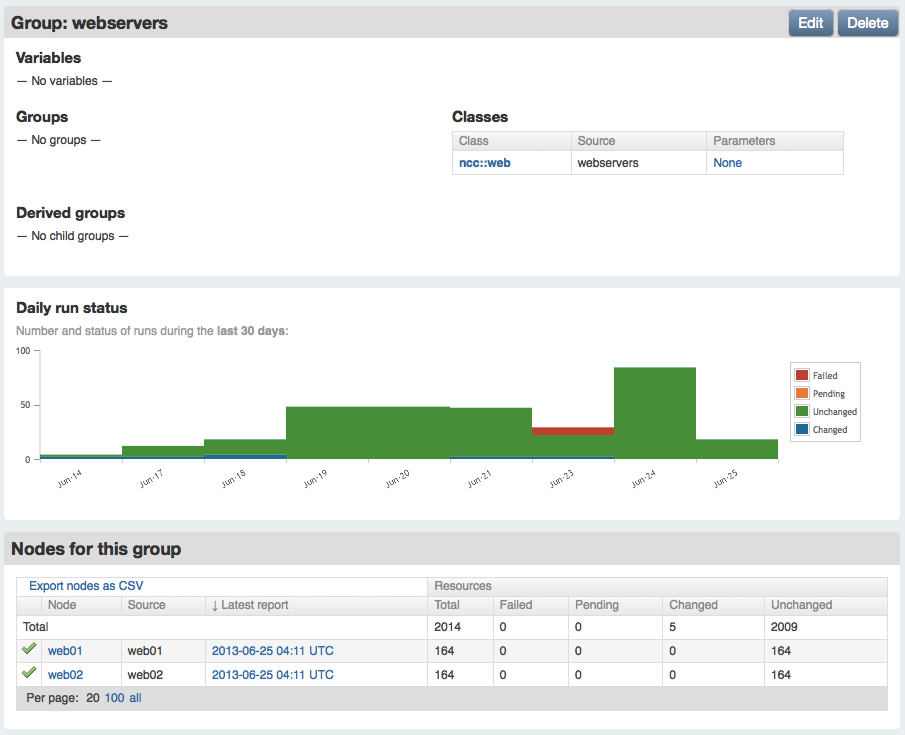 Group: webservers
Edit Delete
Variables
— No variables —
Groups
— No groups —
Classes
Class Source Parameters
ncc::web webservers None
Derived groups
— No child groups —
Daily run status
Number and status of runs during the last 30 days:
100
50
0
Jun-14 Jun-17 Jun-18 Jun-19 Jun-20 Jun-21 Jun-23 Jun-24 Jun-25
Failed
Pending
Unchanged
Changed
Nodes for this group
Export nodes as CSV Resources
Node Source ↓ Latest report Total Failed Pending Changed Unchanged
Total 2014 0 0 5 2009
web01 web01 2013-06-25 04:11 UTC 164 0 0 0 164
web02 web02 2013-06-25 04:11 UTC 164 0 0 0 164
Per page: 20 100 all